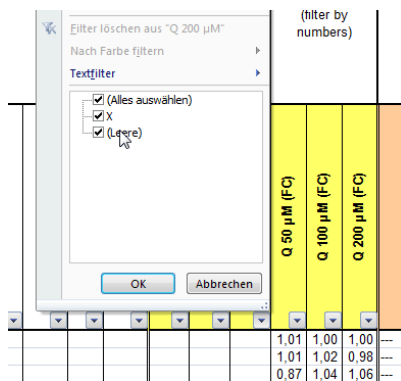 Filter löschen aus "Q 200 µM"
Nach Farbe filtern
Textfilter
(Alles auswählen)
X
(Leere)
OK
Abbrechen
(filter by
numbers)
Q 50 µM (FC)
Q 100 µM (FC)
Q 200 µM (FC)
1,01 1,00 1,00 ---
1,01 1,02 0,98 ---
0,87 1,04 1,06 ---